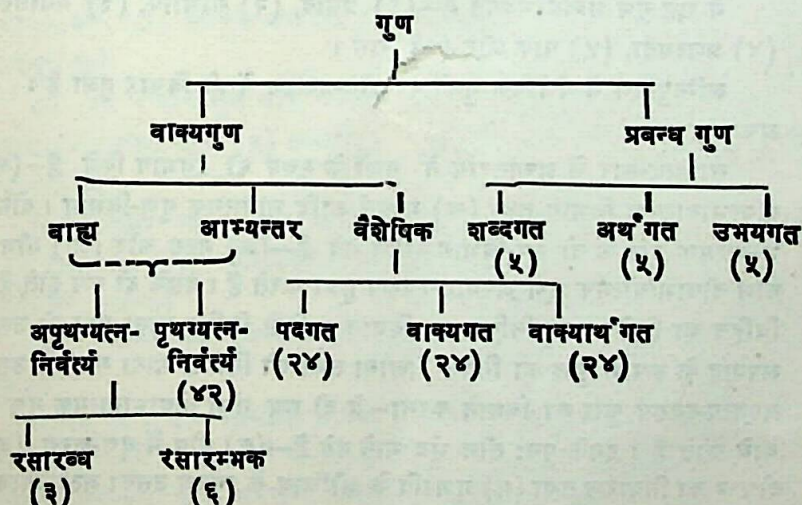 गुण
वाक्यगुण प्रबन्ध गुण
बाह्य आभ्यन्तर वैशेषिक शब्दगत अर्थगत उभयगत
(५) (५) (५)
अपृथग्यत्न- पृथग्यत्न- पदगत वाक्यगत वाक्यार्थगत
निर्वर्त्य निर्वर्त्य (२४) (२४) (२४)
(४२)
रसारब्ध रसारम्भक
(३) (६)